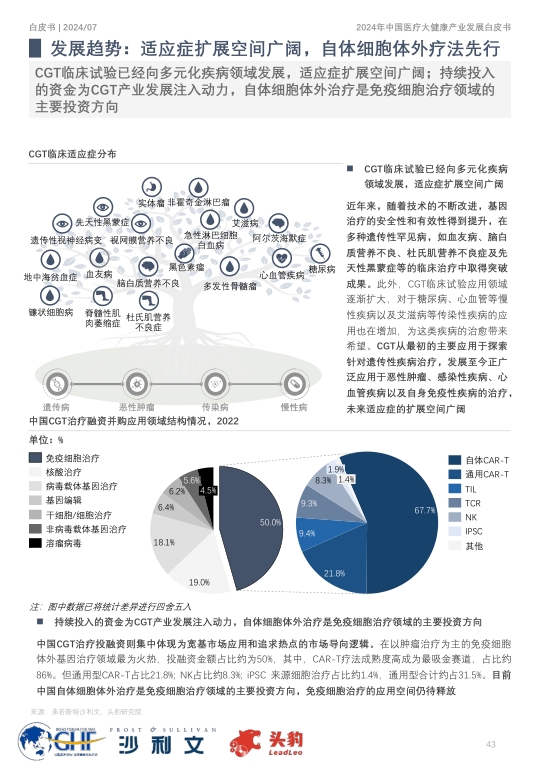 白皮书 | 2024/07
2024年中国医疗大健康产业发展白皮书
发展趋势：适应症扩展空间广阔，自体细胞体外疗法先行
CGT临床试验已经向多元化疾病领域发展，适应症扩展空间广阔；持续投入
的资金为CGT产业发展注入动力，自体细胞体外治疗是免疫细胞治疗领域的
主要投资方向
CGT临床适应症分布
实体瘤
非霍奇金淋巴瘤
先天性黑蒙症
艾滋病
遗传性视神经病变
视网膜营养不良
急性淋巴细胞
白血病
阿尔茨海默症
地中海贫血症
血友病
黑色素瘤
糖尿病
脑白质营养不良
多发性骨髓瘤
心血管疾病
镰状细胞病
脊髓性肌
肉萎缩症
杜氏肌营养
不良症
遗传病
恶性肿瘤
传染病
慢性病
■ CGT临床试验已经向多元化疾病
领域发展，适应症扩展空间广阔
近年来，随着技术的不断改进，基因
治疗的安全性和有效性得到提升，在
多种遗传性罕见病，如血友病、脑白
质营养不良、杜氏肌营养不良症及先
天性黑蒙症等的临床治疗中取得突破
成果。此外，CGT临床试验应用领域
逐渐扩大，对于糖尿病、心血管等慢
性疾病以及艾滋病等传染性疾病的应
用也在增加，为这类疾病的治愈带来
希望。CGT从最初的主要应用于探索
针对遗传性疾病治疗，发展至今正广
泛应用于恶性肿瘤、感染性疾病、心
血管疾病以及自身免疫性疾病的治疗，
未来适应症的扩展空间广阔
中国CGT治疗融资并购应用领域结构情况，2022
单位：%
免疫细胞治疗
核酸治疗
病毒载体基因治疗
基因编辑
干细胞/细胞治疗
非病毒载体基因治疗
溶瘤病毒
50.0%
19.0%
18.1%
6.4%
6.2%
5.6%
4.5%
67.7%
21.8%
9.4%
9.3%
8.3%
1.9%
1.4%
自体CAR-T
通用CAR-T
TIL
TCR
NK
IPSC
其他
注：图中数据已将统计差异进行四舍五入
■ 持续投入的资金为CGT产业发展注入动力，自体细胞体外治疗是免疫细胞治疗领域的主要投资方向
中国CGT治疗投融资则集中体现为宽基市场应用和追求热点的市场导向逻辑。在以肿瘤治疗为主的免疫细胞
体外基因治疗领域最为火热，投融资金额占比约为50%，其中，CAR-T疗法成熟度高成为最吸金赛道，占比约
86%。但通用型CAR-T占比21.8%; NK占比约8.3%; iPSC 来源细胞治疗占比约1.4%，通用型合计约占31.5%。目前
中国自体细胞体外治疗是免疫细胞治疗领域的主要投资方向，免疫细胞治疗的应用空间仍待释放
来源：弗若斯特沙利文、头豹研究院
GHF
FROST & SULLIVAN
沙利文
头豹
LeadLeo
43